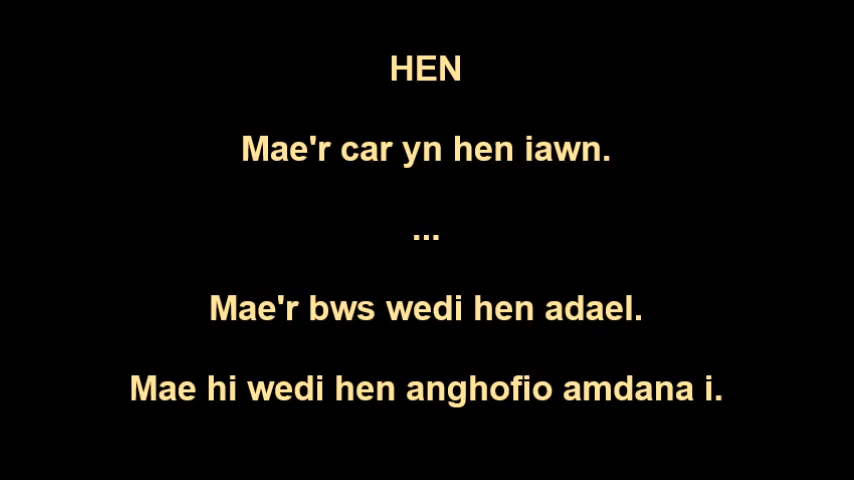 HEN
Mae'r car yn hen iawn.
...
Mae'r bws wedi hen adael.
Mae hi wedi hen anghofio amdana i.